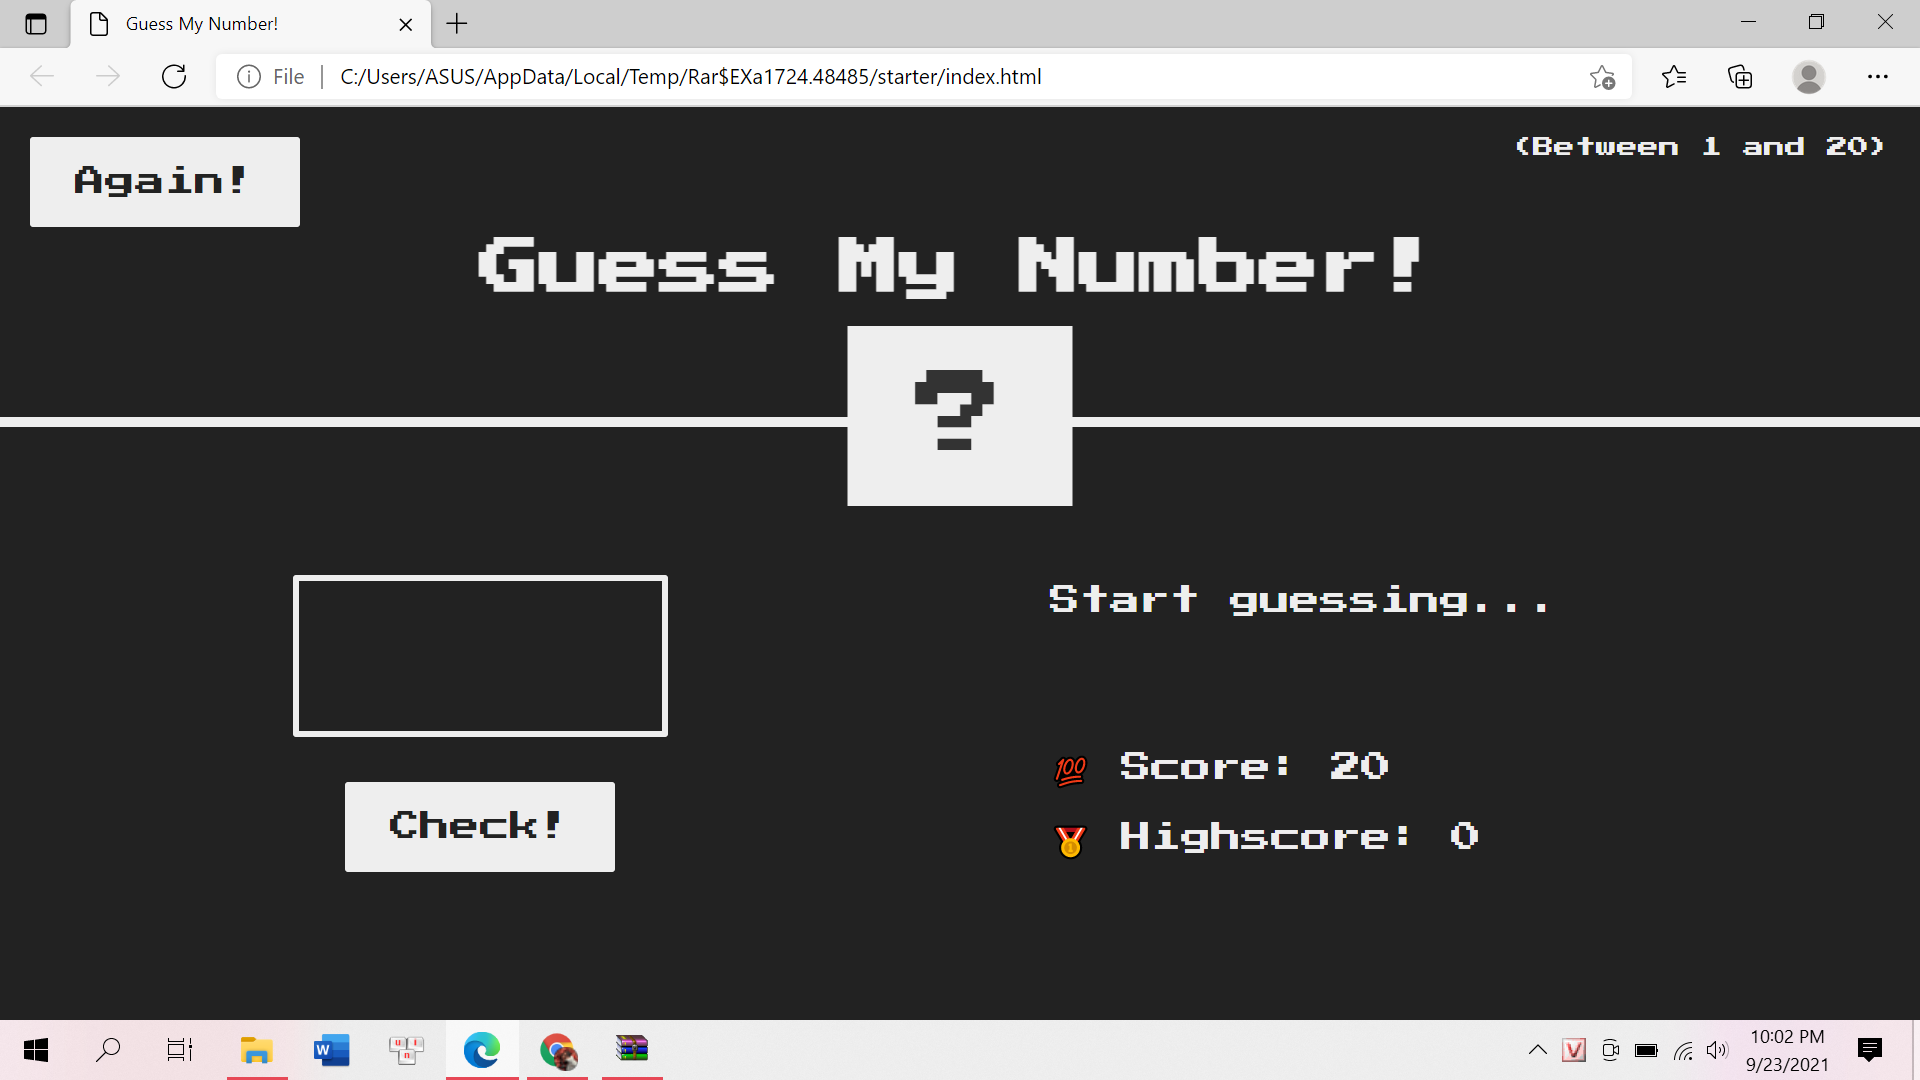 Guess My Number!
File
C:/Users/ASUS/AppData/Local/Temp/Rar$EXa1724.48485/starter/index.html
Again!
(Between 1 and 20)
Guess My Number!
?
Start guessing...
Check!
💯 Score: 20
🥇 Highscore: 0
10:02 PM
9/23/2021